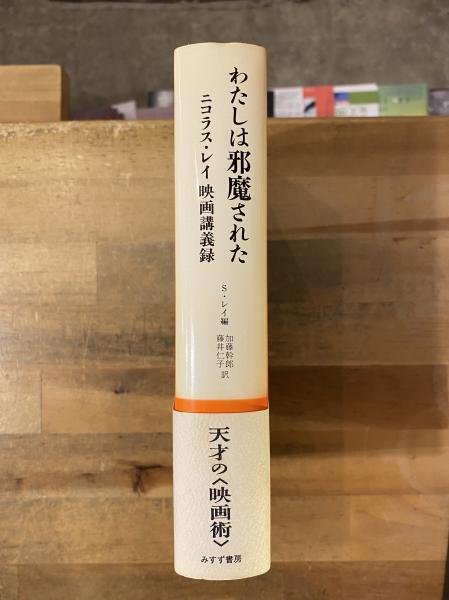 わたしは邪魔された
ニコラス・レイ 映画講義録
S・レイ編
加藤幹郎
藤井仁子 訳
天才の〈映画術〉
みすず書房